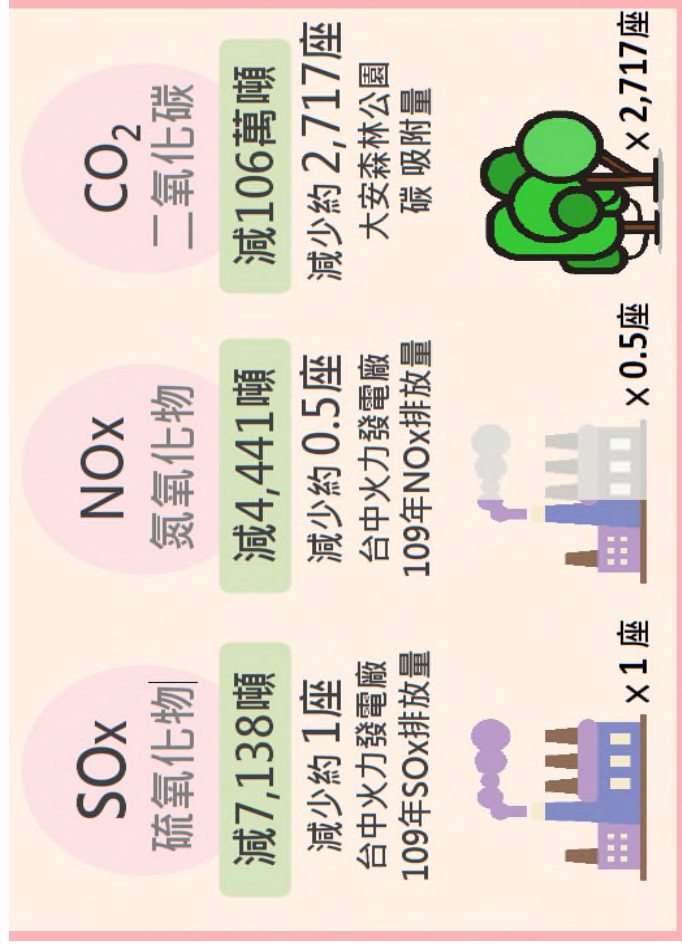 SOx
硫氧化物
減7,138噸
減少約 1座
台中火力發電廠
109年SOx排放量
× 1 座
NOx
氮氧化物
減4,441噸
減少約 0.5座
台中火力發電廠
109年NOx排放量
× 0.5座
CO₂
二氧化碳
減106萬噸
減少約 2,717座
大安森林公園
碳 吸附量
× 2,717座